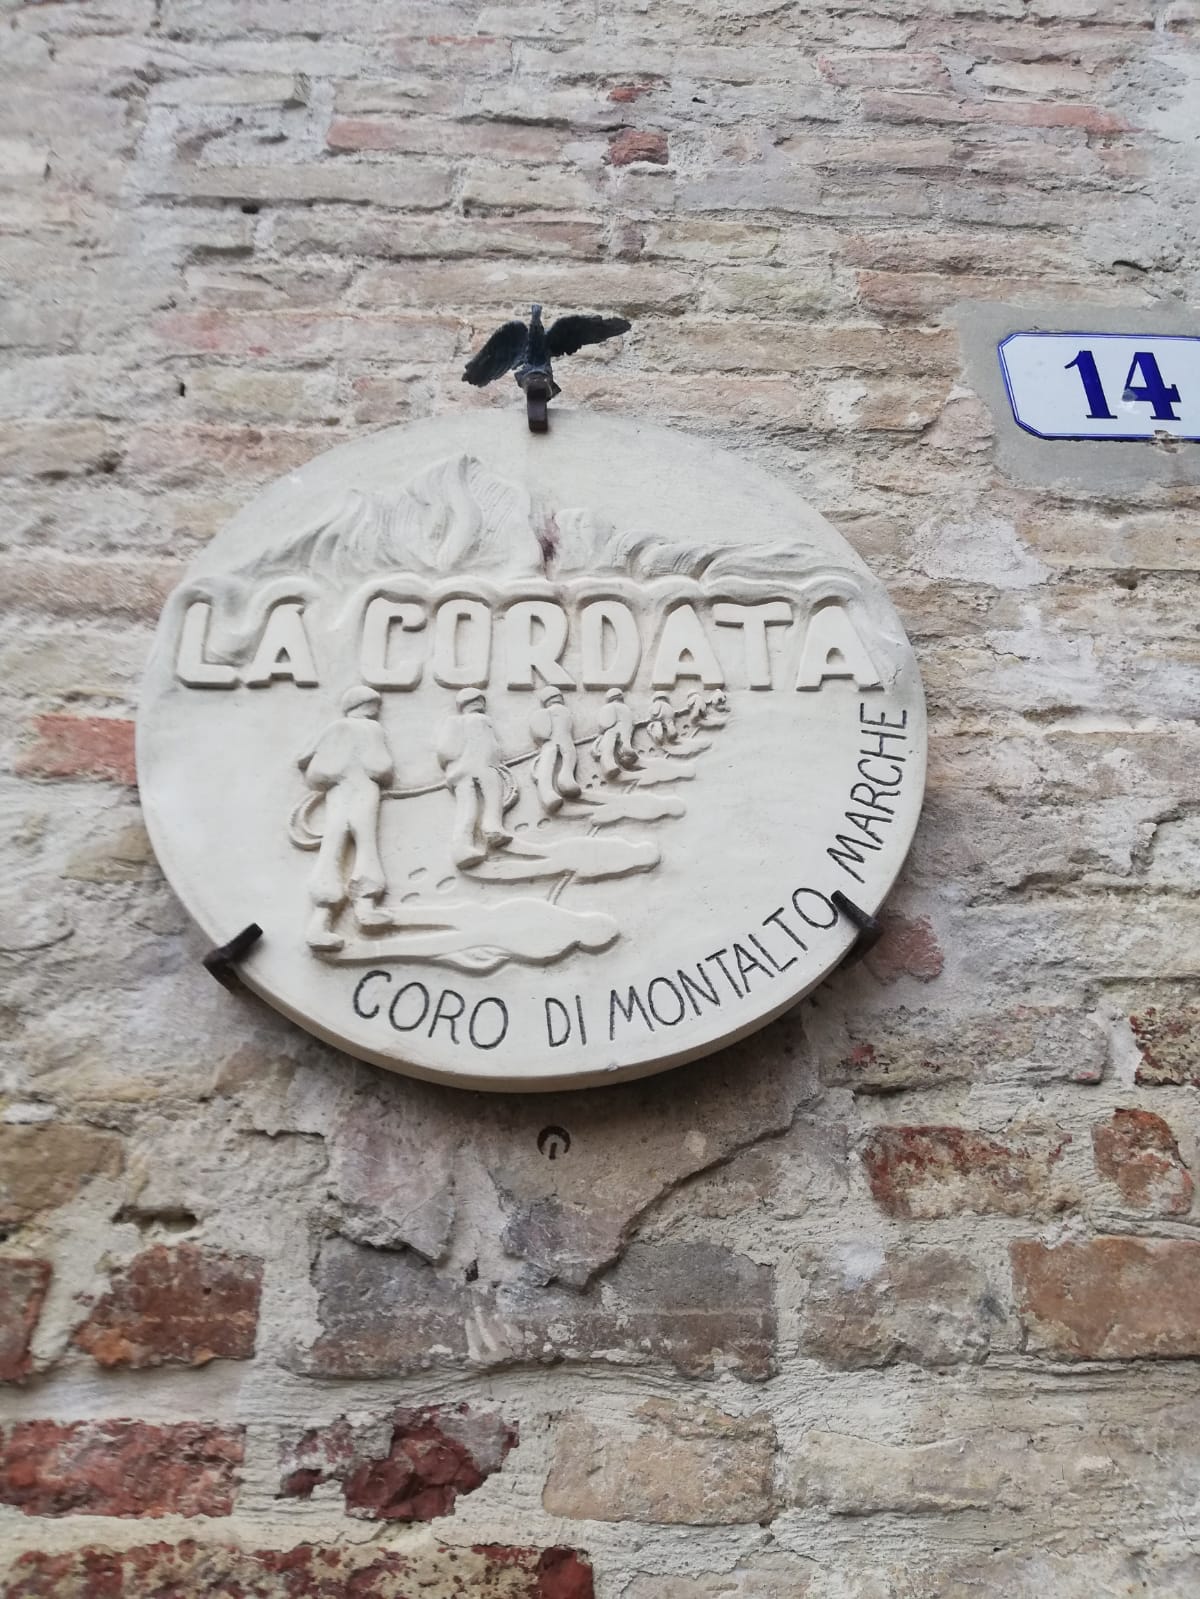 14
LA CORDATA
CORO DI MONTALTO MARCHE